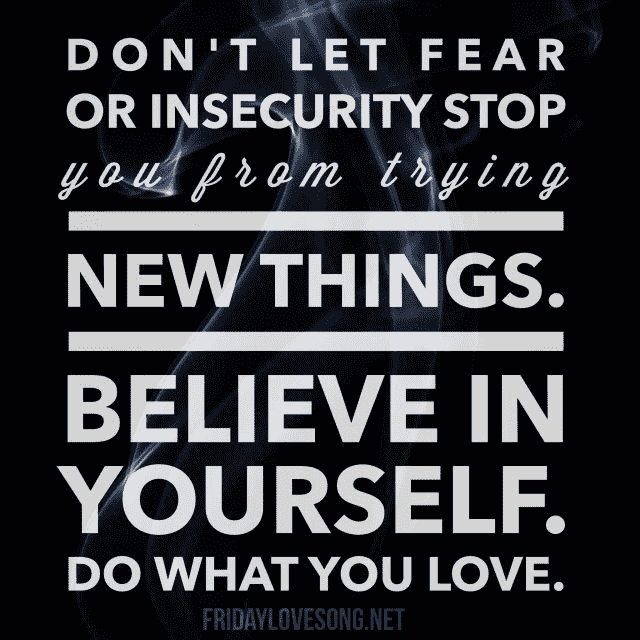 DON'T LET FEAR
OR INSECURITY STOP
you from trying
NEW THINGS.
BELIEVE IN
YOURSELF.
DO WHAT YOU LOVE.
FRIDAYLOVESONG.NET